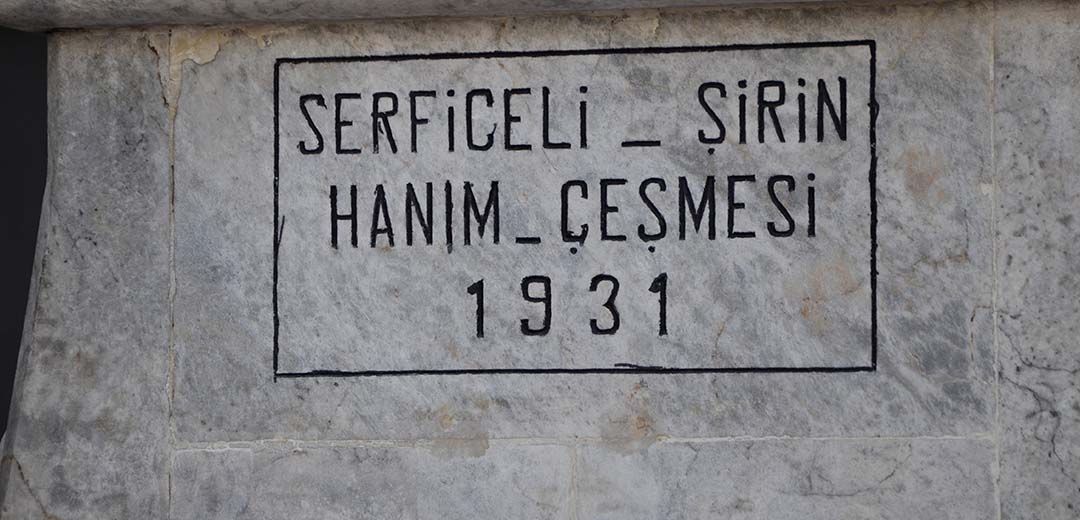 SERFİCELİ _ ŞİRİN
HANIM _ ÇEŞMESİ
1931